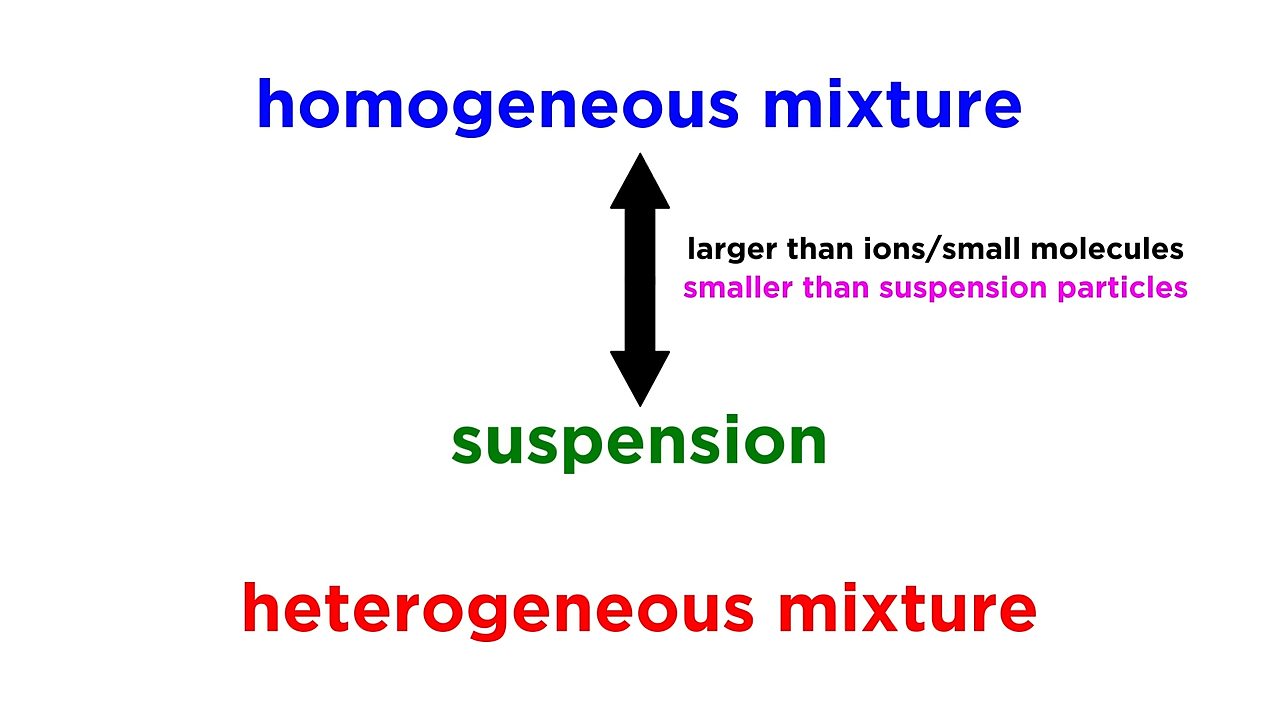 homogeneous mixture
larger than ions/small molecules
smaller than suspension particles
suspension
heterogeneous mixture